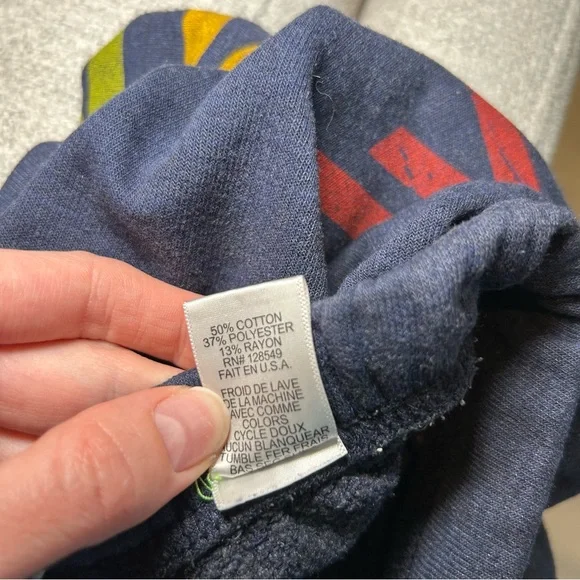 50% COTTON
37% POLYESTER
13% RAYON
RN# 128549
FAIT EN U.S.A.
FROID DE LAVE
DE LA MACHINE
AVEC COMME
COLORS
CYCLE DOUX
AUCUN BLANQUEAR
TUMBLE FER FRAIS
BAS